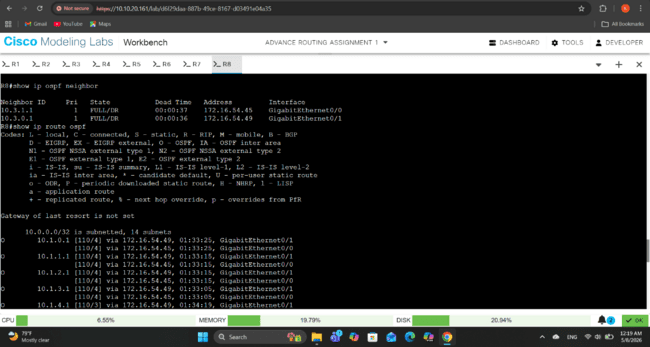 Not secure https://10.10.20.161/lab/d6f29daa-887b-49ce-8167-d03491e04a35
Gmail YouTube Maps All Bookmarks
Cisco Modeling Labs Workbench ADVANCE ROUTING ASSIGNMENT 1 DASHBOARD TOOLS DEVELOPER
R1 R2 R3 R4 R5 R6 R7 R8
R8#show ip ospf neighbor
Neighbor ID Pri State Dead Time Address Interface
10.3.1.1 1 FULL/DR 00:00:37 172.16.54.45 GigabitEthernet0/0
10.3.0.1 1 FULL/DR 00:00:36 172.16.54.49 GigabitEthernet0/1
R8#show ip route ospf
Codes: L - local, C - connected, S - static, R - RIP, M - mobile, B - BGP
D - EIGRP, EX - EIGRP external, O - OSPF, IA - OSPF inter area
N1 - OSPF NSSA external type 1, N2 - OSPF NSSA external type 2
E1 - OSPF external type 1, E2 - OSPF external type 2
i - IS-IS, su - IS-IS summary, L1 - IS-IS level-1, L2 - IS-IS level-2
ia - IS-IS inter area, * - candidate default, U - per-user static route
o - ODR, P - periodic downloaded static route, H - NHRP, l - LISP
a - application route
+ - replicated route, % - next hop override, p - overrides from PfR
Gateway of last resort is not set
10.0.0.0/32 is subnetted, 14 subnets
O 10.1.0.1 [110/4] via 172.16.54.49, 01:33:25, GigabitEthernet0/1
[110/4] via 172.16.54.45, 01:33:25, GigabitEthernet0/0
O 10.1.1.1 [110/4] via 172.16.54.49, 01:33:15, GigabitEthernet0/1
[110/4] via 172.16.54.45, 01:33:15, GigabitEthernet0/0
O 10.1.2.1 [110/4] via 172.16.54.49, 01:33:15, GigabitEthernet0/1
[110/4] via 172.16.54.45, 01:33:15, GigabitEthernet0/0
O 10.1.3.1 [110/4] via 172.16.54.49, 01:33:05, GigabitEthernet0/1
[110/4] via 172.16.54.45, 01:33:05, GigabitEthernet0/0
O 10.1.4.1 [110/3] via 172.16.54.49, 01:34:19, GigabitEthernet0/1
CPU 6.55% MEMORY 19.79% DISK 20.94% 2 OK
79°F
Mostly clear
Search
ENG
12:19 AM
5/8/2026